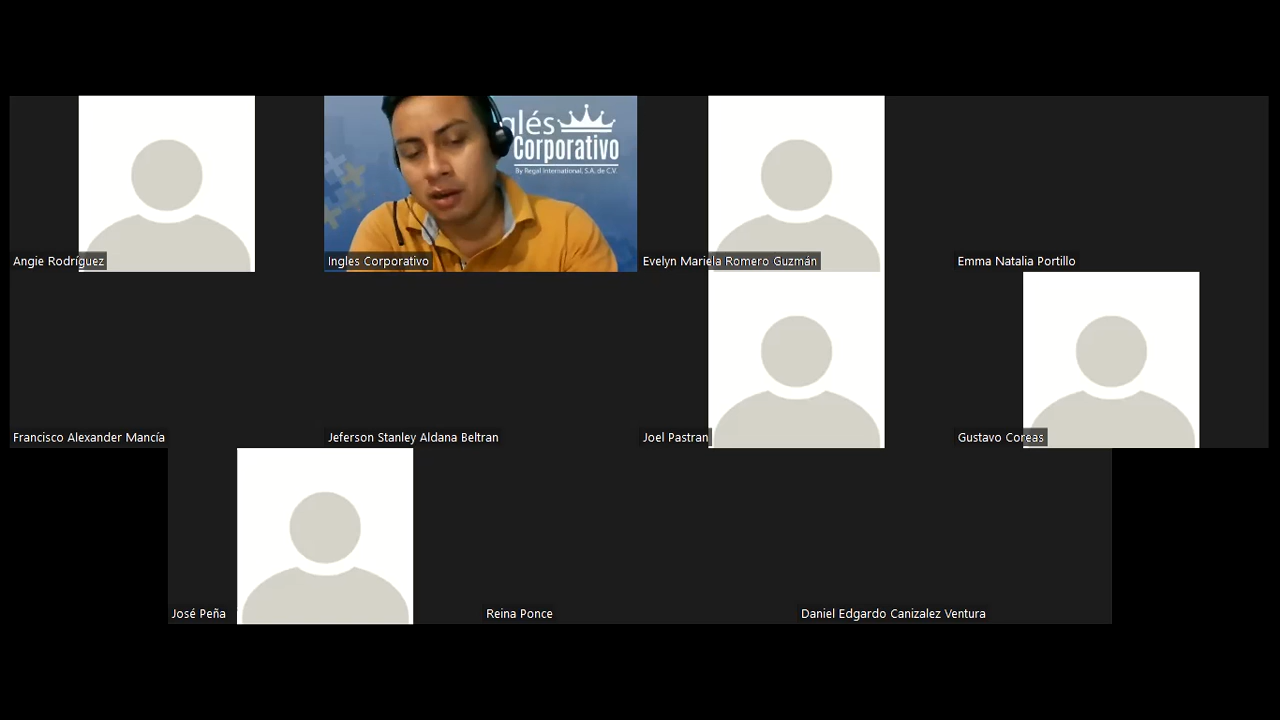 glés
Corporativo
By Regal International, S.A. de C.V.
Angie Rodríguez
Ingles Corporativo
Evelyn Mariela Romero Guzmán
Emma Natalia Portillo
Francisco Alexander Mancía
Jeferson Stanley Aldana Beltran
Joel Pastran
Gustavo Coreas
José Peña
Reina Ponce
Daniel Edgardo Canizalez Ventura